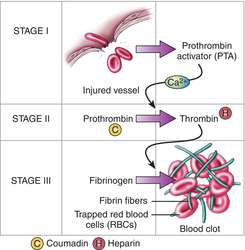 STAGE I
Prothrombin
activator (PTA)
Ca2+
Injured vessel
STAGE II
Prothrombin
C
Thrombin
H
STAGE III
Fibrinogen
Fibrin fibers
Trapped red blood
cells (RBCs)
Blood clot
C Coumadin H Heparin